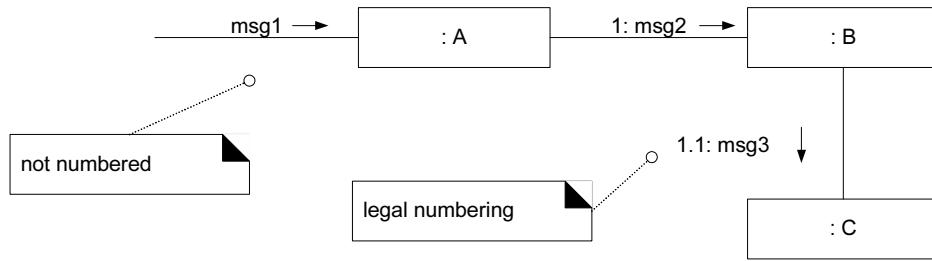 msg1
: A
1: msg2
: B
not numbered
1.1: msg3
legal numbering
: C